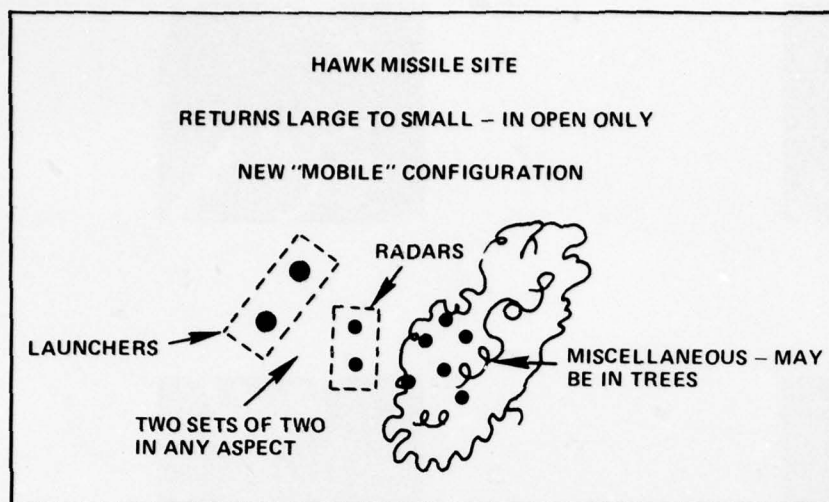 HAWK MISSILE SITE
RETURNS LARGE TO SMALL – IN OPEN ONLY
NEW "MOBILE" CONFIGURATION
RADARS
LAUNCHERS
MISCELLANEOUS – MAY
BE IN TREES
TWO SETS OF TWO
IN ANY ASPECT